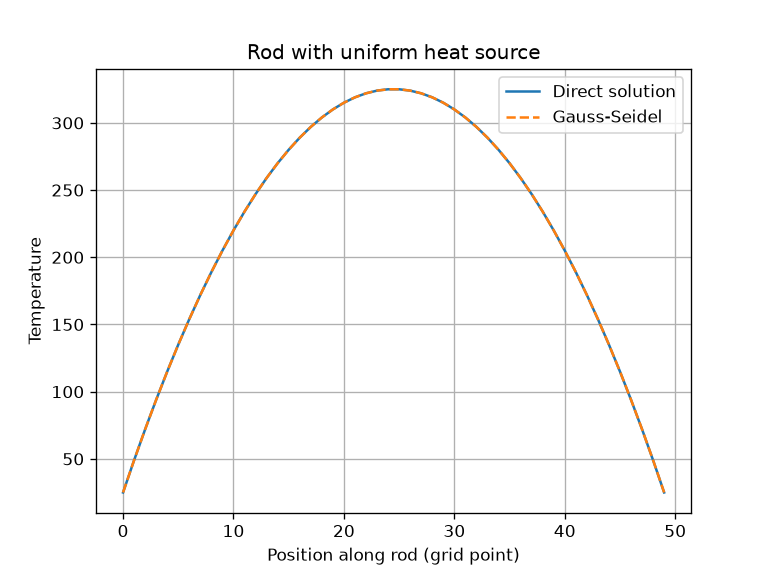 Rod with uniform heat source
Direct solution
Gauss-Seidel
Temperature
300
250
200
150
100
50
0 10 20 30 40 50
Position along rod (grid point)